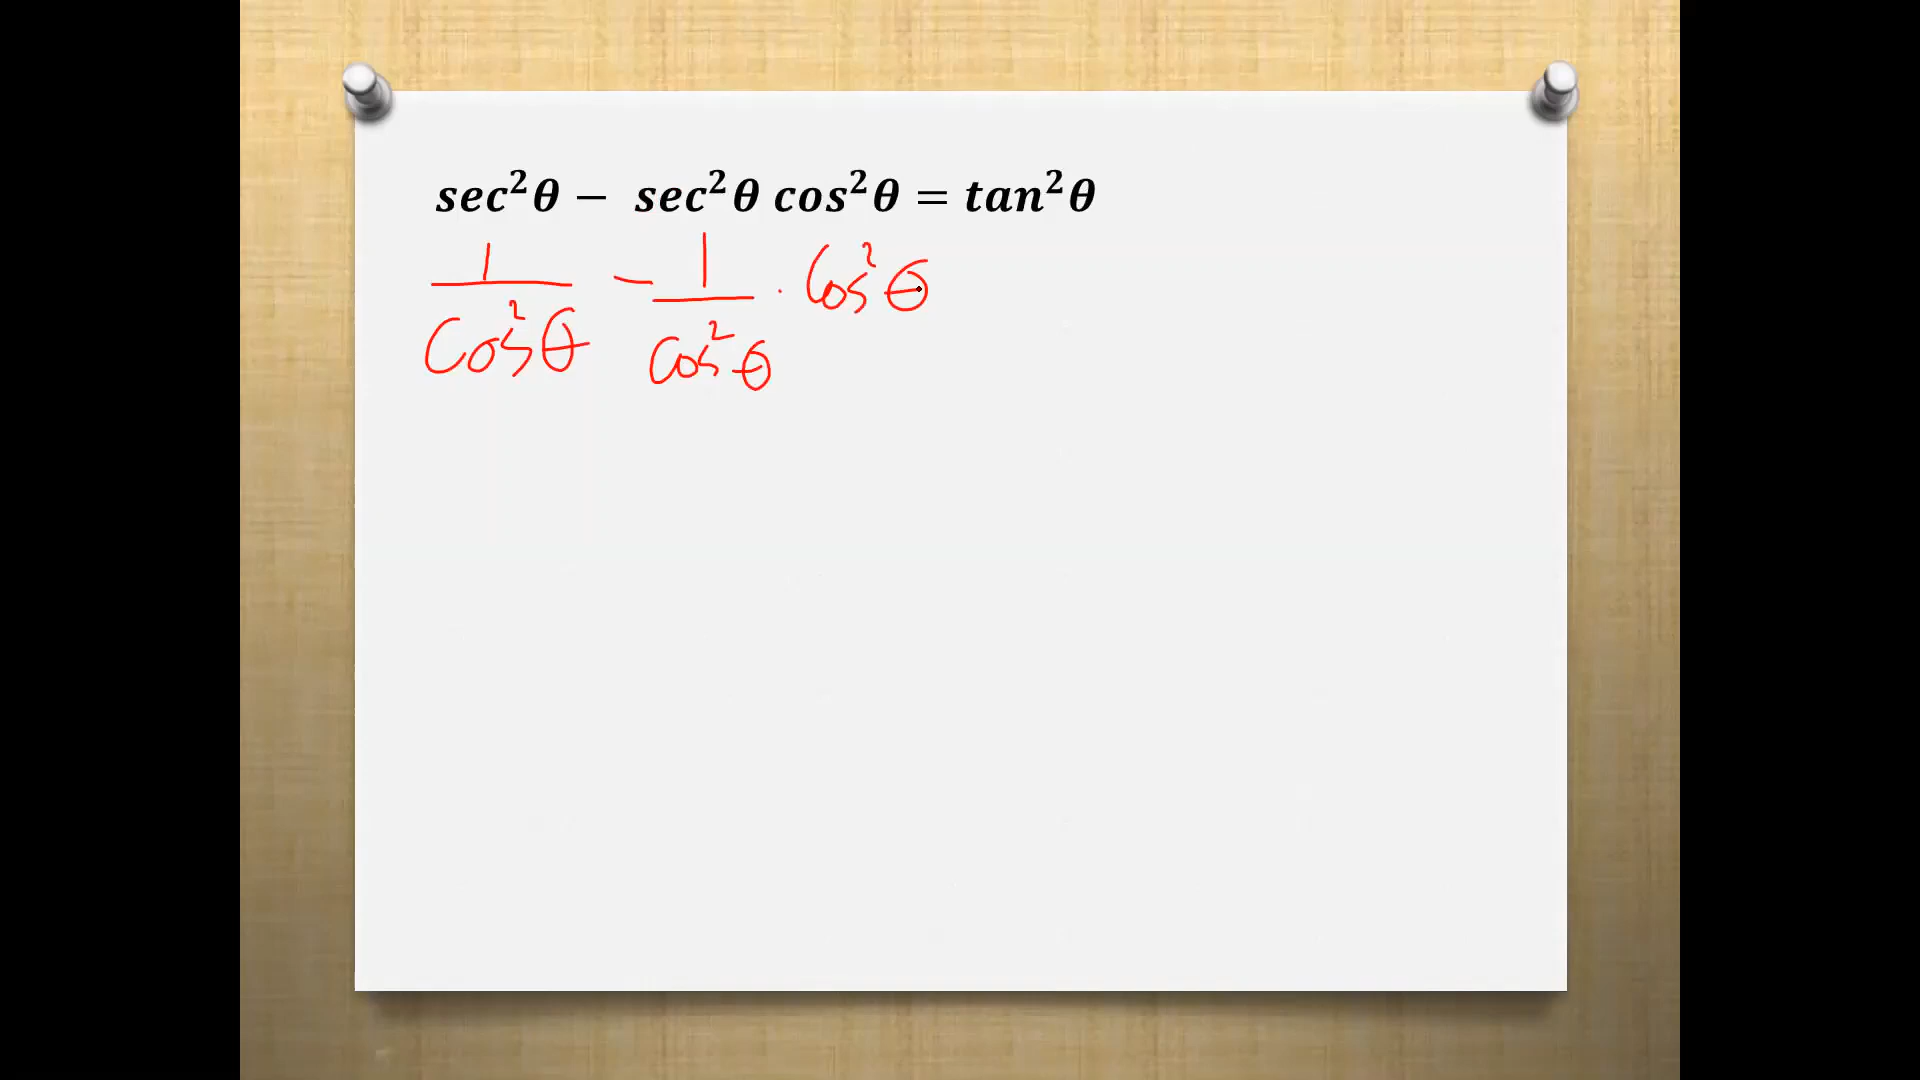 sec²θ − sec²θ cos²θ = tan²θ
1/cos²θ − 1/cos²θ · cos²θ